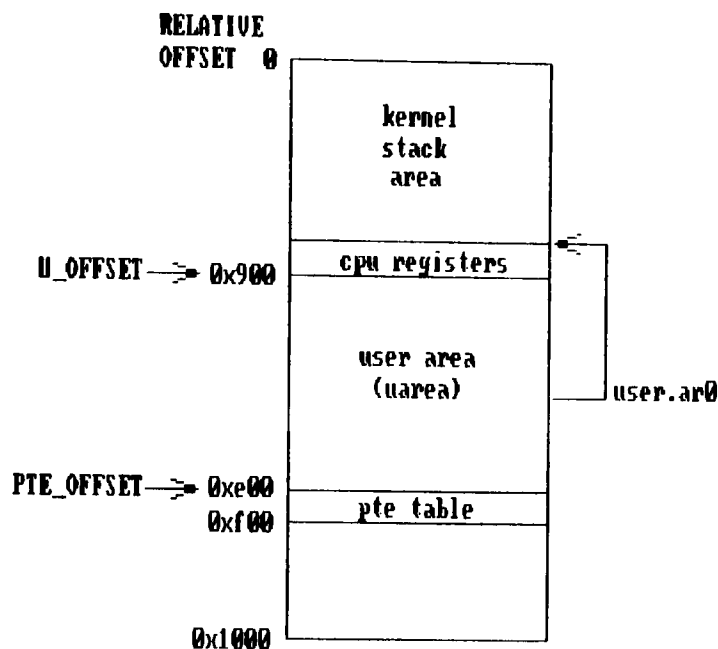 RELATIVE
OFFSET 0
kernel
stack
area
cpu registers
U_OFFSET 0x900
user area
(uarea)
user.ar0
PTE_OFFSET 0xe00
pte table
0xf00
0x1000